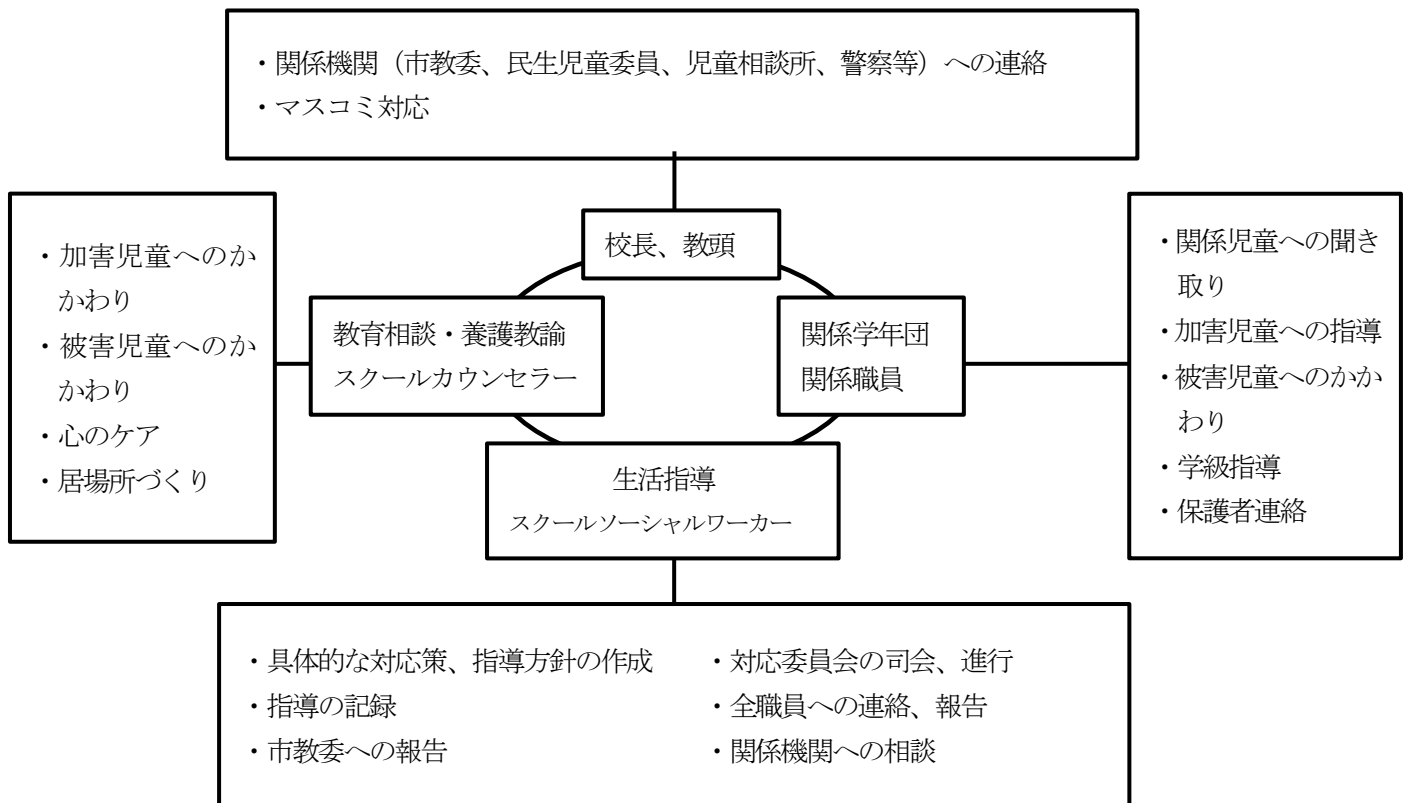 ・関係機関（市教委、民生児童委員、児童相談所、警察等）への連絡
・マスコミ対応
校長、教頭
・加害児童へのか
かわり
・被害児童へのか
かわり
・心のケア
・居場所づくり
教育相談・養護教諭
スクールカウンセラー
関係学年団
関係職員
・関係児童への聞き
取り
・加害児童への指導
・被害児童へのかか
わり
・学級指導
・保護者連絡
生活指導
スクールソーシャルワーカー
・具体的な対応策、指導方針の作成
・指導の記録
・市教委への報告
・対応委員会の司会、進行
・全職員への連絡、報告
・関係機関への相談